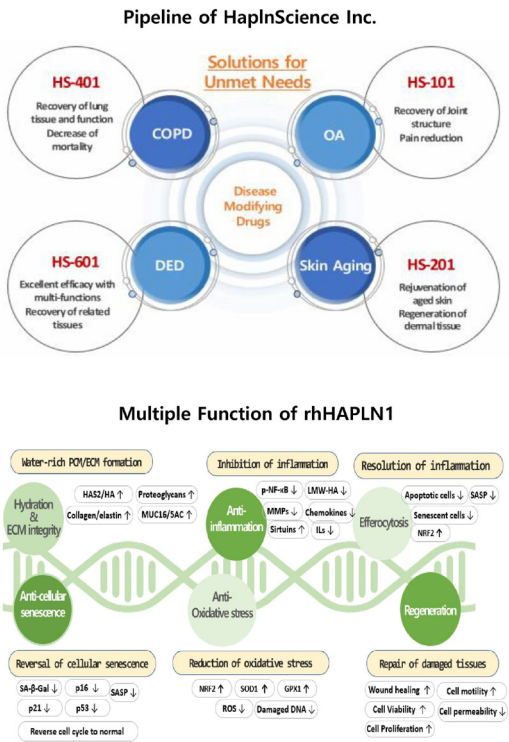 Pipeline of HaplnScience Inc.
Solutions for
Unmet Needs
HS-401
Recovery of lung
tissue and function
Decrease of
mortality
COPD
OA
HS-101
Recovery of Joint
structure
Pain reduction
Disease
Modifying
Drugs
HS-601
Excellent efficacy with
multi-functions
Recovery of related
tissues
DED
Skin Aging
HS-201
Rejuvenation of
aged skin
Regeneration of
dermal tissue
Multiple Function of rhHAPLN1
Water-rich PCM/ECM formation
Hydration
&
ECM integrity
HAS2/HA ↑
Proteoglycans ↑
Collagen/elastin ↑
MUC16/5AC ↑
Inhibition of inflammation
Anti-
inflammation
p-NF-κB ↓
LMW-HA ↓
MMPs ↓
Chemokines ↓
Sirtuins ↑
ILs ↓
Resolution of inflammation
Efferocytosis
Apoptotic cells ↓
SASP ↓
Senescent cells ↓
NRF2 ↑
Anti-cellular
senescence
Anti-
Oxidative stress
Regeneration
Reversal of cellular senescence
SA-β-Gal ↓
p16 ↓
SASP ↓
p21 ↓
p53 ↓
Reverse cell cycle to normal
Reduction of oxidative stress
NRF2 ↑
SOD1 ↑
GPX1 ↑
ROS ↓
Damaged DNA ↓
Repair of damaged tissues
Wound healing ↑
Cell motility ↑
Cell Viability ↑
Cell permeability ↓
Cell Proliferation ↑